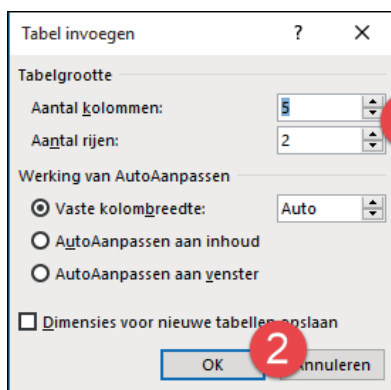 Tabel invoegen ? ×
Tabelgrootte
Aantal kolommen: 5
Aantal rijen: 2
Werking van AutoAanpassen
Vaste kolombreedte: Auto
AutoAanpassen aan inhoud
AutoAanpassen aan venster
Dimensies voor nieuwe tabellen opslaan
OK 2 Annuleren